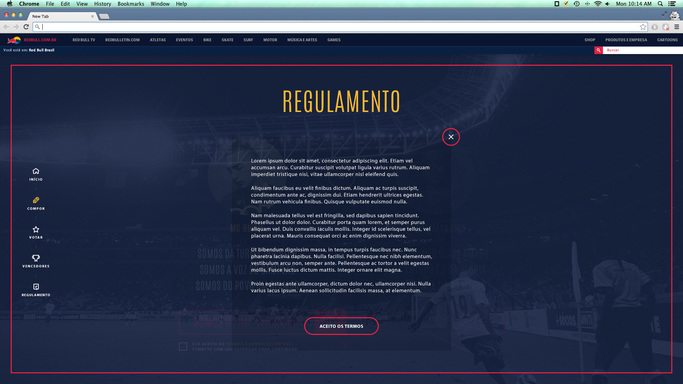 Chrome File Edit View History Bookmarks Window Help
Mon 10:14 AM
New Tab
REDBULL.COM.BR RED BULL TV REDBULLETIN.COM ATLETAS EVENTOS BIKE SKATE SURF MOTOR MÚSICA E ARTES GAMES SHOP PRODUTOS E EMPRESA CARTOONS
Você está em: Red Bull Brasil
Buscar
REGULAMENTO
Lorem ipsum dolor sit amet, consectetur adipiscing elit. Etiam vel
accumsan arcu. Curabitur suscipit volutpat ligula varius rutrum. Aliquam
imperdiet tristique nisl, vitae ullamcorper nisl eleifend quis.
Aliquam faucibus eu velit finibus dictum. Aliquam ac turpis suscipit,
condimentum ante ac, dignissim dui. Etiam hendrerit ultrices egestas.
Nam rutrum vehicula finibus. Quisque vulputate euismod nulla.
Nam malesuada tellus vel est fringilla, sed dapibus sapien tincidunt.
Phasellus ut dolor dolor. Curabitur porta quam lorem, et semper purus
aliquam vel. Duis convallis iaculis mollis. Integer id scelerisque tellus, vel
placerat urna. Mauris consequat orci ac enim dignissim viverra.
Ut bibendum dignissim massa, in tempus turpis faucibus nec. Nunc
pharetra lacinia dapibus. Nulla facilisi. Pellentesque nec nibh elementum,
vestibulum arcu non, semper ante. Pellentesque ac tortor a velit egestas
mollis. Fusce luctus dictum mattis. Integer ornare elit magna.
Proin egestas ante ullamcorper, dictum dolor nec, ullamcorper nisi. Nulla
varius lacus ipsum. Aenean sollicitudin facilisis massa, at elementum.
INÍCIO
COMPOR
VOTAR
VENCEDORES
REGULAMENTO
ACEITO OS TERMOS